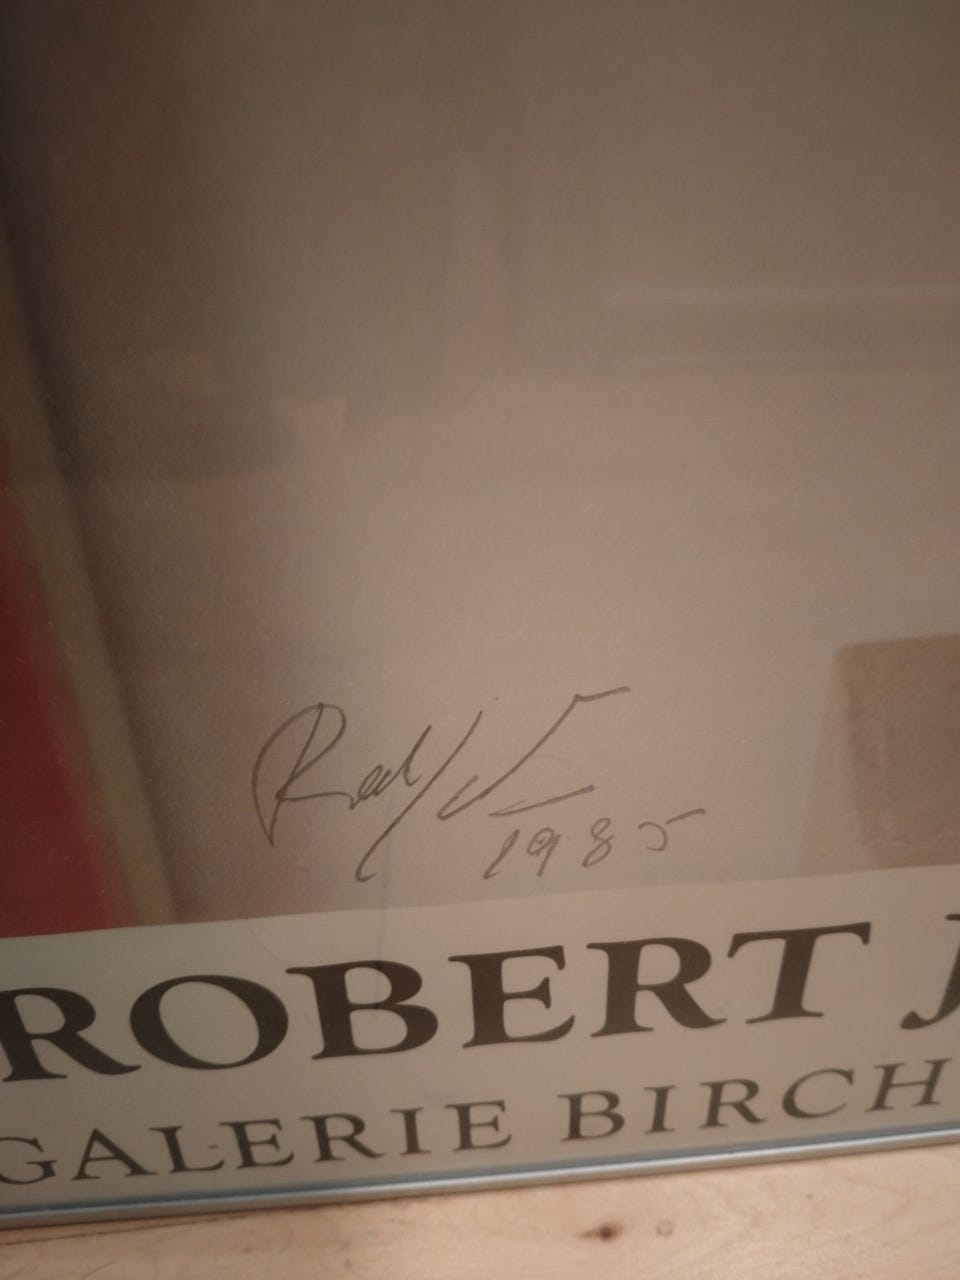 1985
ROBERT J
GALERIE BIRCH